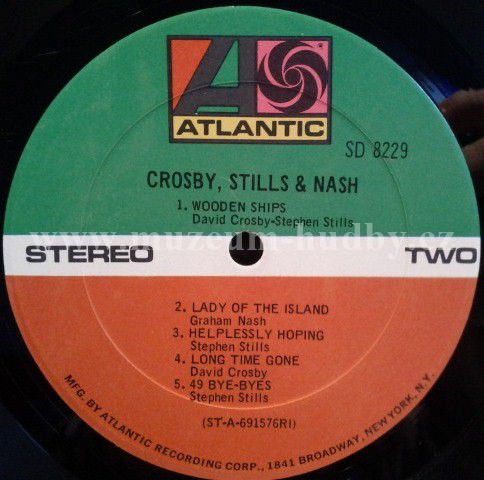 ATLANTIC
SD 8229
CROSBY, STILLS & NASH
1. WOODEN SHIPS
David Crosby-Stephen Stills
www.muzeum-hudby.cz
STEREO TWO
2. LADY OF THE ISLAND
Graham Nash
3. HELPLESSLY HOPING
Stephen Stills
4. LONG TIME GONE
David Crosby
5. 49 BYE-BYES
Stephen Stills
(ST-A-691576RI)
MFG. BY ATLANTIC RECORDING CORP., 1841 BROADWAY, NEW YORK, N.Y.